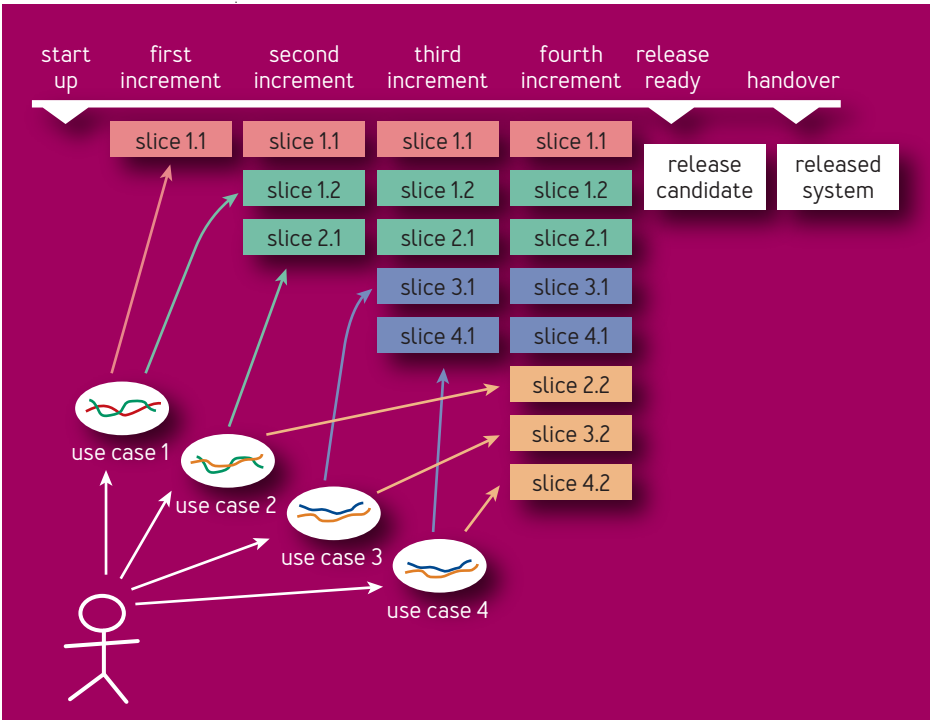 start
up
first
increment
second
increment
third
increment
fourth
increment
release
ready
handover
slice 1.1
slice 1.1
slice 1.1
slice 1.1
release
candidate
released
system
slice 1.2
slice 1.2
slice 1.2
slice 2.1
slice 2.1
slice 2.1
slice 3.1
slice 3.1
slice 4.1
slice 4.1
slice 2.2
slice 3.2
slice 4.2
use case 1
use case 2
use case 3
use case 4